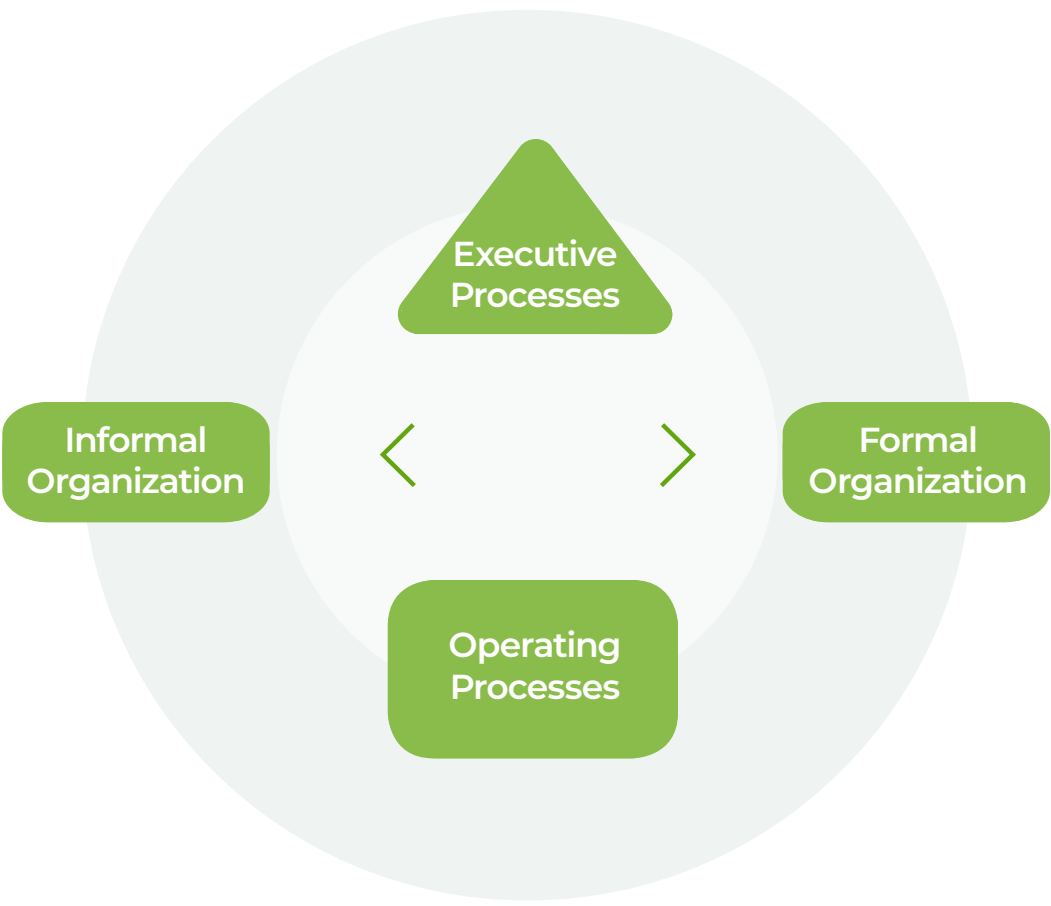 Executive
Processes
Informal
Organization
Formal
Organization
Operating
Processes